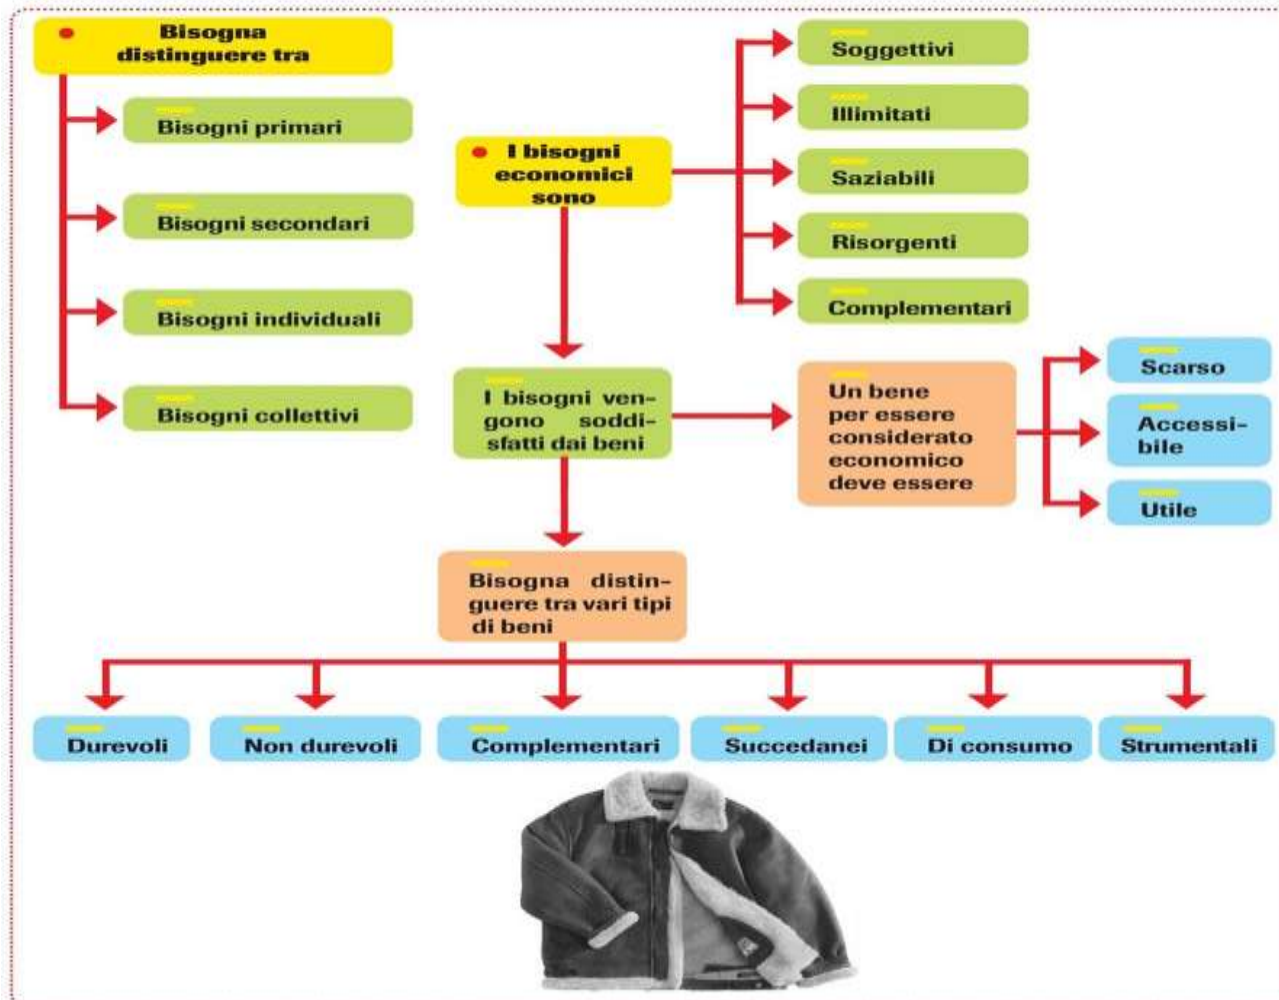 Bisogna
distinguere tra
Bisogni primari
Bisogni secondari
Bisogni individuali
Bisogni collettivi
I bisogni
economici
sono
Soggettivi
Illimitati
Saziabili
Risorgenti
Complementari
I bisogni ven-
gono soddi-
sfatti dai beni
Un bene
per essere
considerato
economico
deve essere
Scarso
Accessi-
bile
Utile
Bisogna distin-
guere tra vari tipi
di beni
Durevoli
Non durevoli
Complementari
Succedanei
Di consumo
Strumentali